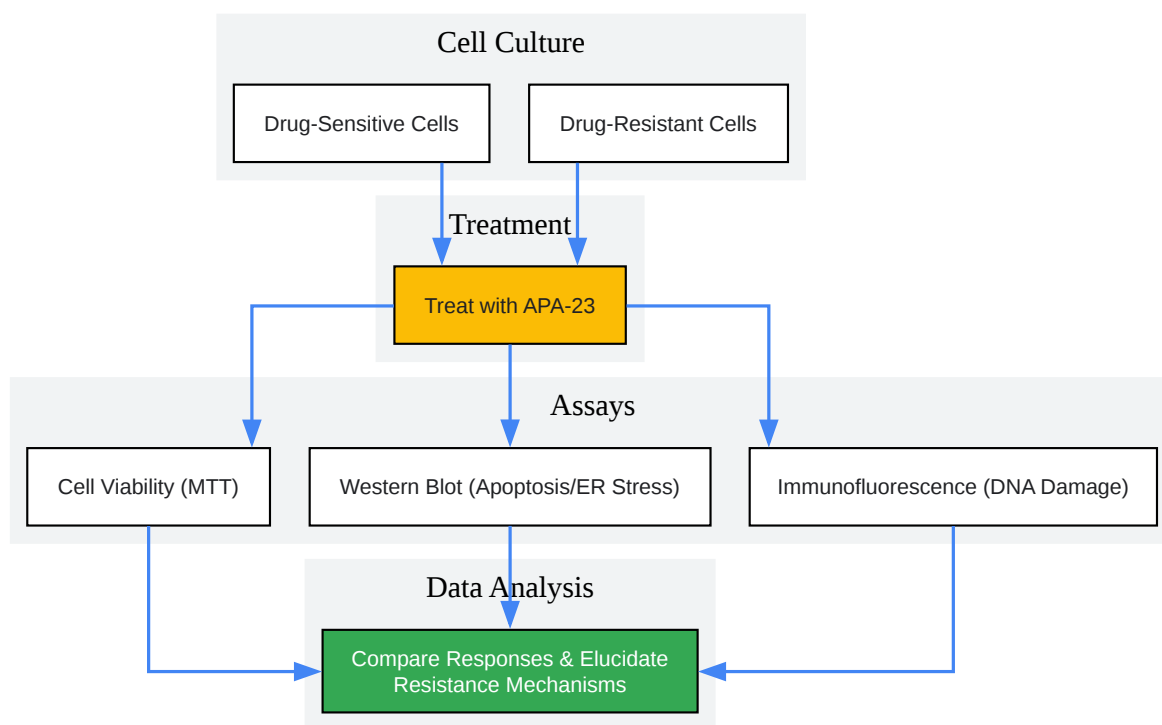 Cell Culture
Drug-Sensitive Cells
Drug-Resistant Cells
Treatment
Treat with APA-23
Assays
Cell Viability (MTT)
Western Blot (Apoptosis/ER Stress)
Immunofluorescence (DNA Damage)
Data Analysis
Compare Responses & Elucidate
Resistance Mechanisms